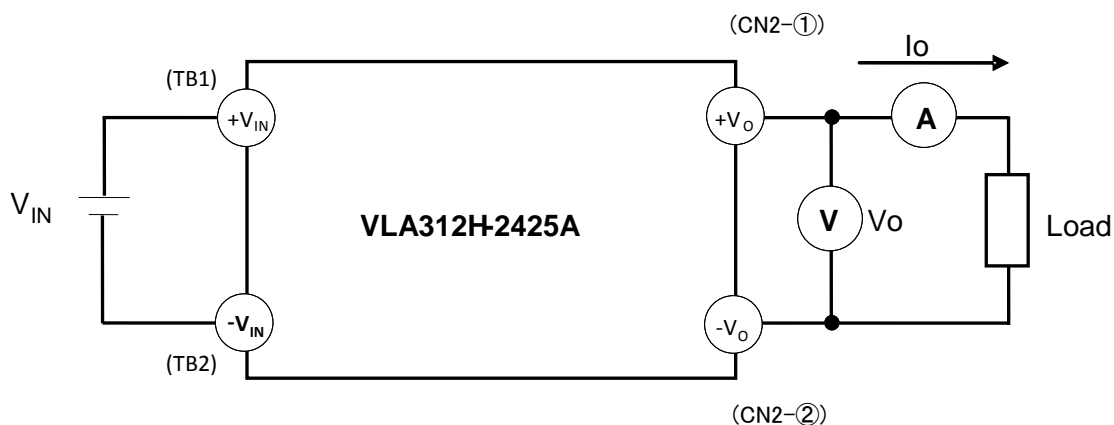 (CN2-①)
Io
(TB1)
+VIN
+VO
A
VIN
VLA312H-2425A
V Vo
Load
-VIN
-VO
(TB2)
(CN2-②)